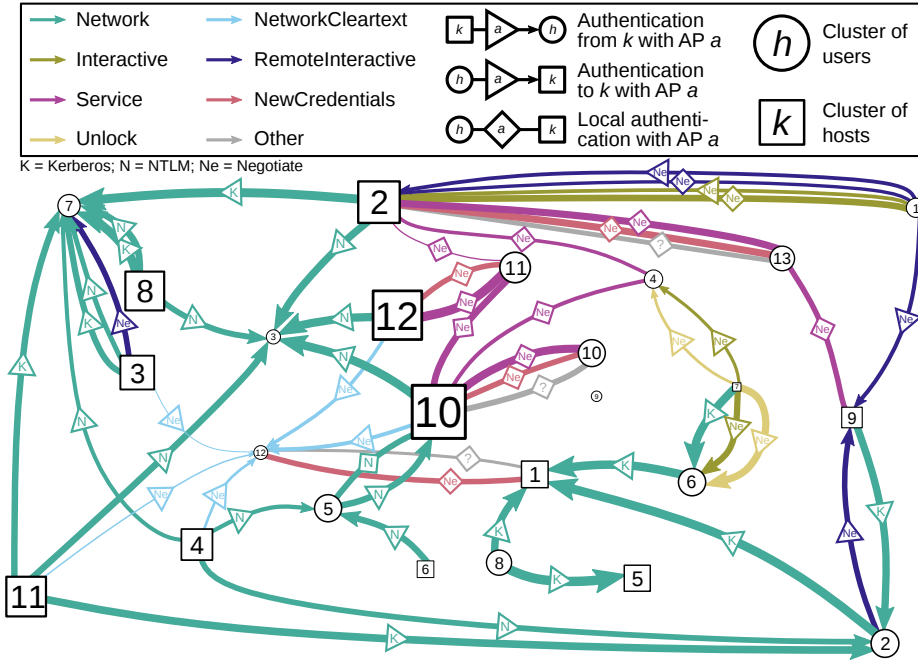 Network
NetworkCleartext
k a h
Authentication
from k with AP a
h
Cluster of
users
Interactive
RemoteInteractive
h a k
Authentication
to k with AP a
Service
NewCredentials
h a k
Local authenti-
cation with AP a
k
Cluster of
hosts
Unlock
Other
K = Kerberos; N = NTLM; Ne = Negotiate
Ne
Ne
Ne
Ne
7
K
2
1
N
K
Ne
Ne
N
Ne
Ne
?
13
8
Ne
11
4
N
Ne
K
Ne
N
N
12
Ne
Ne
Ne
Ne
3
Ne
3
Ne
10
N
Ne
?
K
7
9
Ne
10
9
K
Ne
Ne
N
12
Ne
?
N
K
1
6
Ne
Ne
N
Ne
N
5
N
K
N
K
Ne
4
6
8
K
5
11
N
K
2